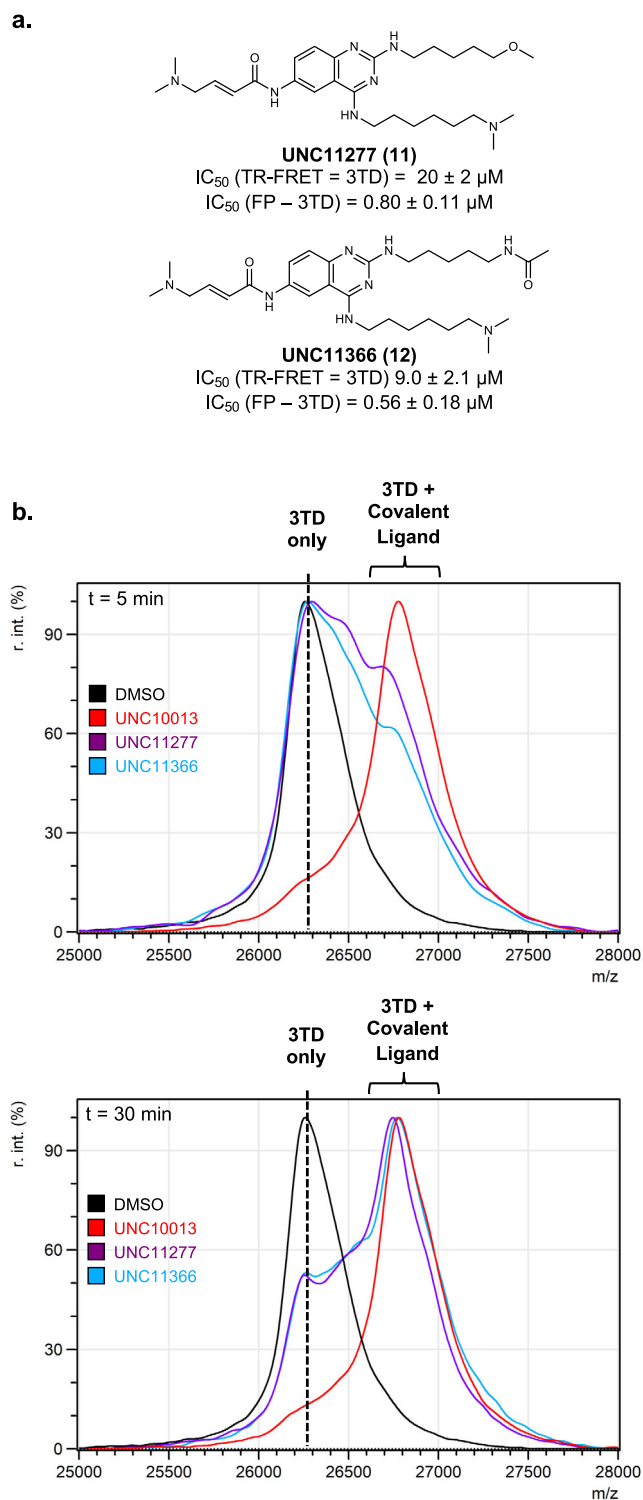 a.
N
O
N
H
N
N
H
N
O
HN
N
UNC11277 (11)
IC50 (TR-FRET = 3TD) = 20 ± 2 µM
IC50 (FP – 3TD) = 0.80 ± 0.11 µM
N
O
N
H
N
N
H
N
H
N
O
HN
N
UNC11366 (12)
IC50 (TR-FRET = 3TD) 9.0 ± 2.1 µM
IC50 (FP – 3TD) = 0.56 ± 0.18 µM
b.
3TD
only
3TD +
Covalent
Ligand
t = 5 min
r. int. (%)
90
60
30
0
DMSO
UNC10013
UNC11277
UNC11366
25000 25500 26000 26500 27000 27500 28000
m/z
3TD
only
3TD +
Covalent
Ligand
t = 30 min
r. int. (%)
90
60
30
0
DMSO
UNC10013
UNC11277
UNC11366
25000 25500 26000 26500 27000 27500 28000
m/z